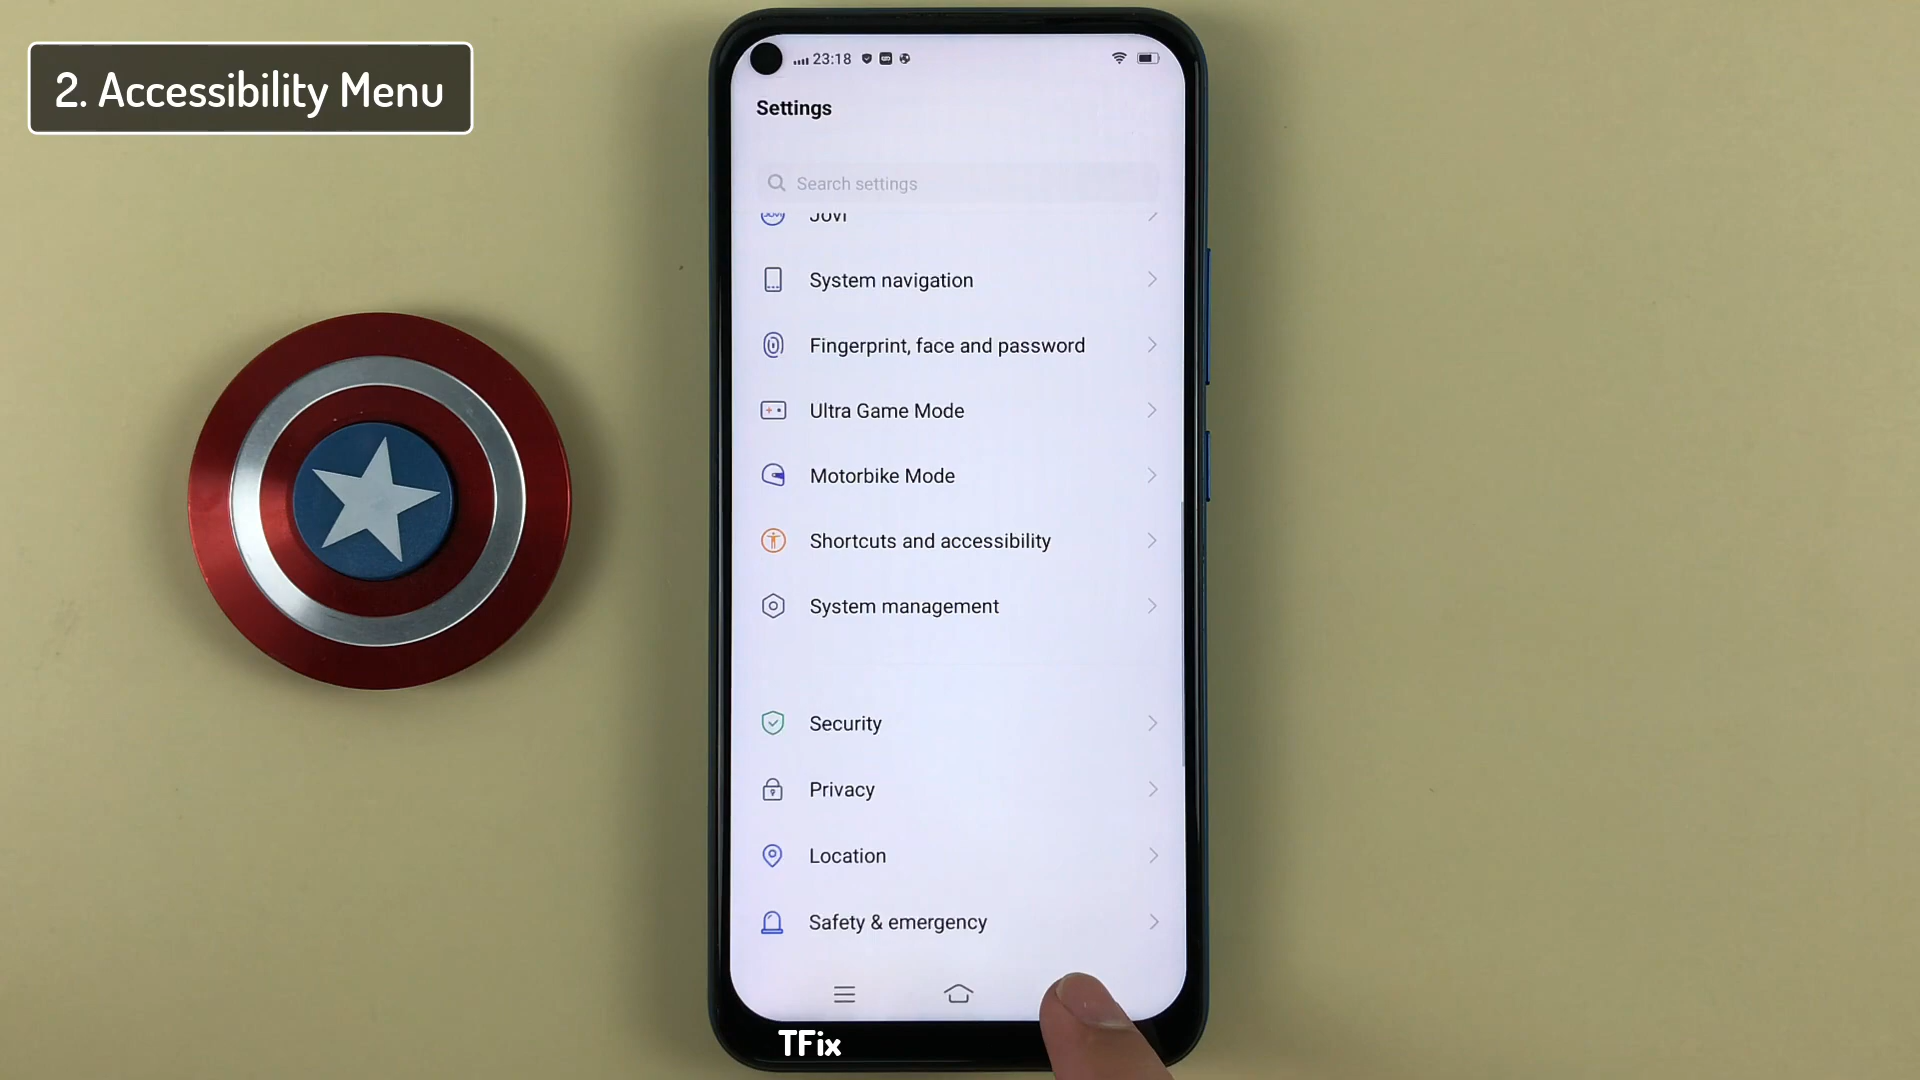 2. Accessibility Menu
23:18
Settings
Search settings
Jovi
System navigation
Fingerprint, face and password
Ultra Game Mode
Motorbike Mode
Shortcuts and accessibility
System management
Security
Privacy
Location
Safety & emergency
TFix